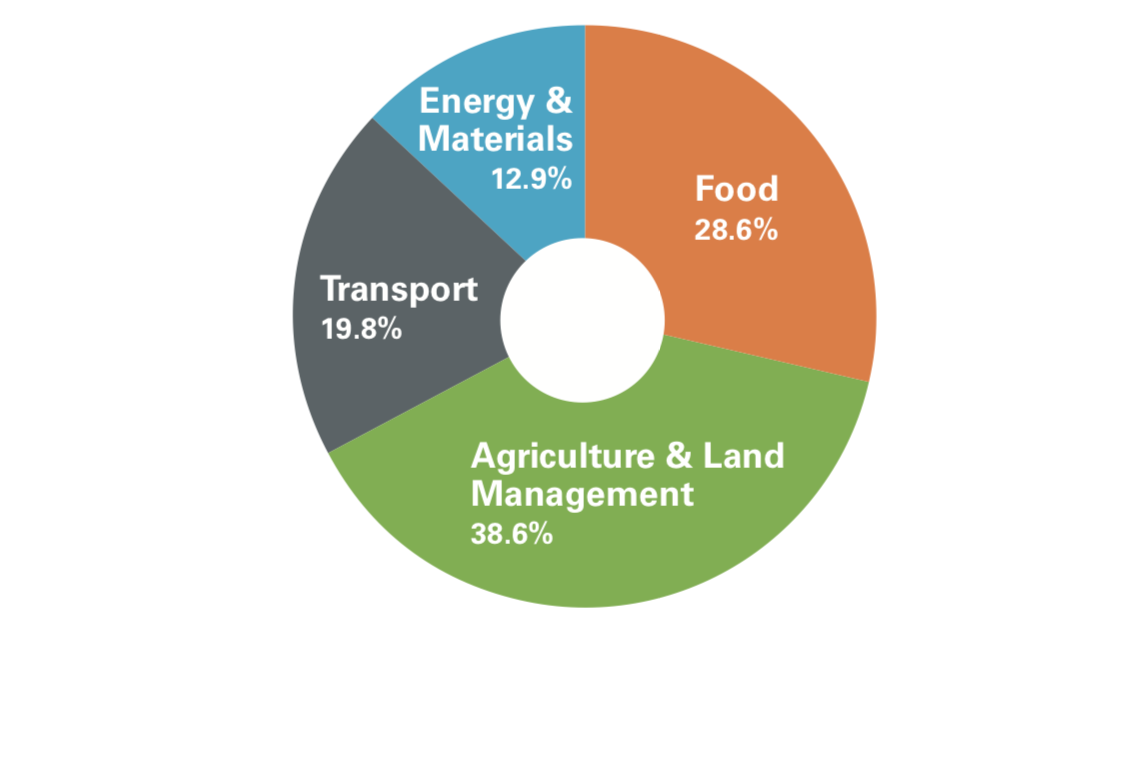 Energy &
Materials
12.9%
Food
28.6%
Transport
19.8%
Agriculture & Land
Management
38.6%